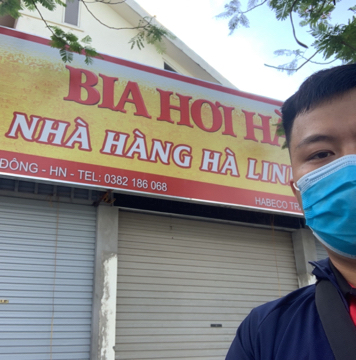 BIA HƠI HÀ
NHÀ HÀNG HÀ LINH
ĐÔNG - HN - TEL: 0382 186 068
HABECO TR